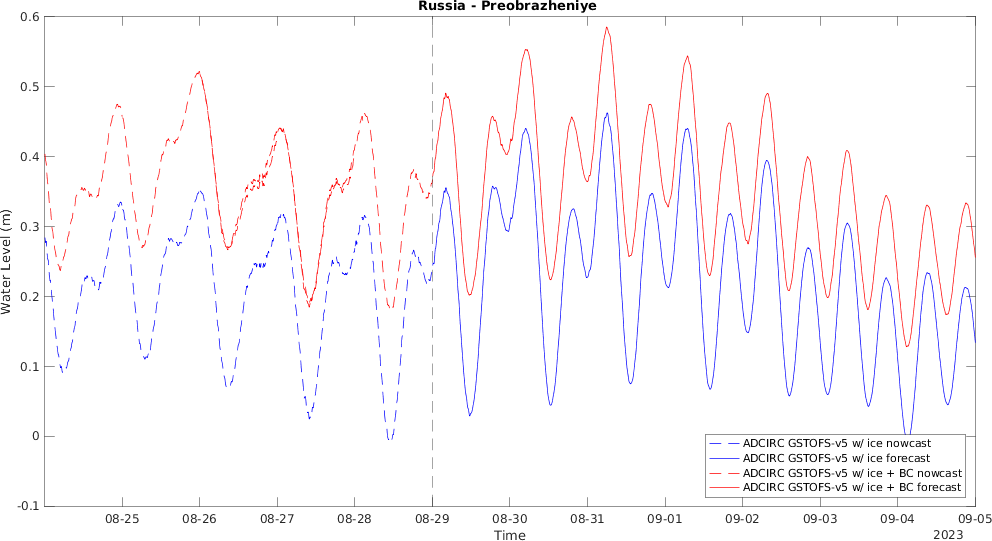 Russia - Preobrazheniye
0.6
0.5
0.4
0.3
0.2
0.1
0
-0.1
Water Level (m)
ADCIRC GSTOFS-v5 w/ ice nowcast
ADCIRC GSTOFS-v5 w/ ice forecast
ADCIRC GSTOFS-v5 w/ ice + BC nowcast
ADCIRC GSTOFS-v5 w/ ice + BC forecast
08-25 08-26 08-27 08-28 08-29 08-30 08-31 09-01 09-02 09-03 09-04 09-05
Time
2023